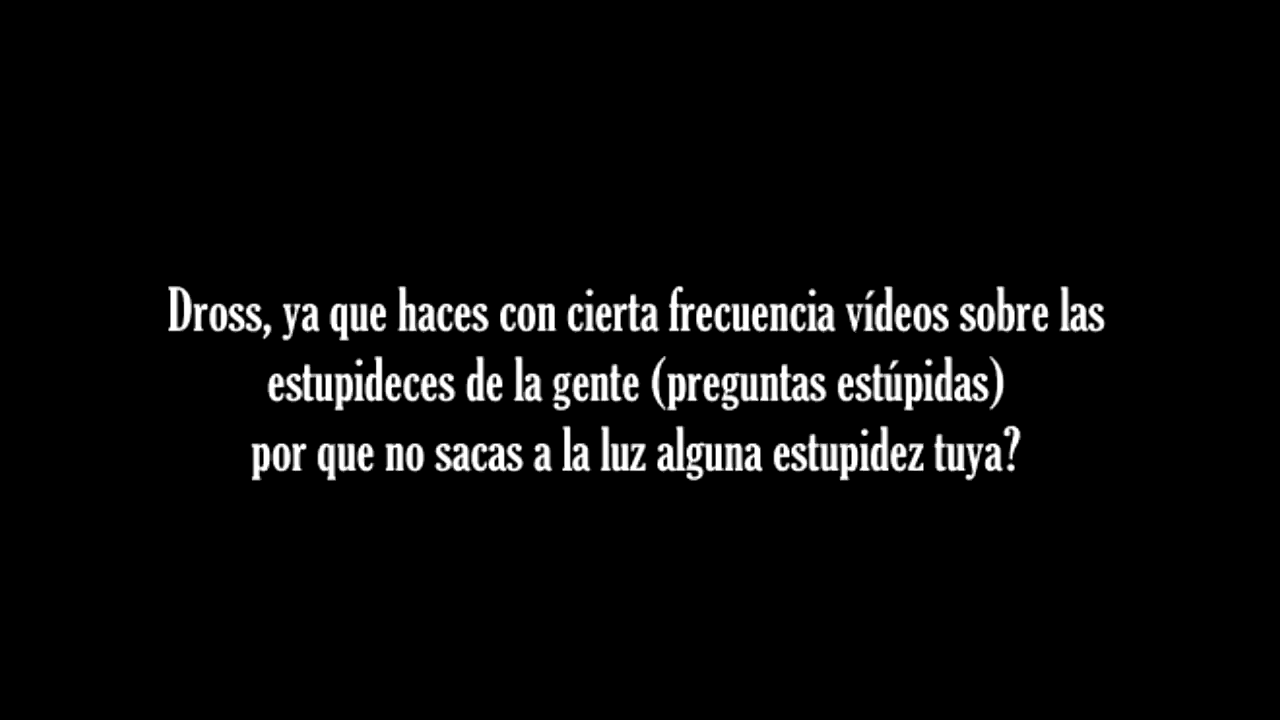 Dross, ya que haces con cierta frecuencia vídeos sobre las
estupideces de la gente (preguntas estúpidas)
por que no sacas a la luz alguna estupidez tuya?